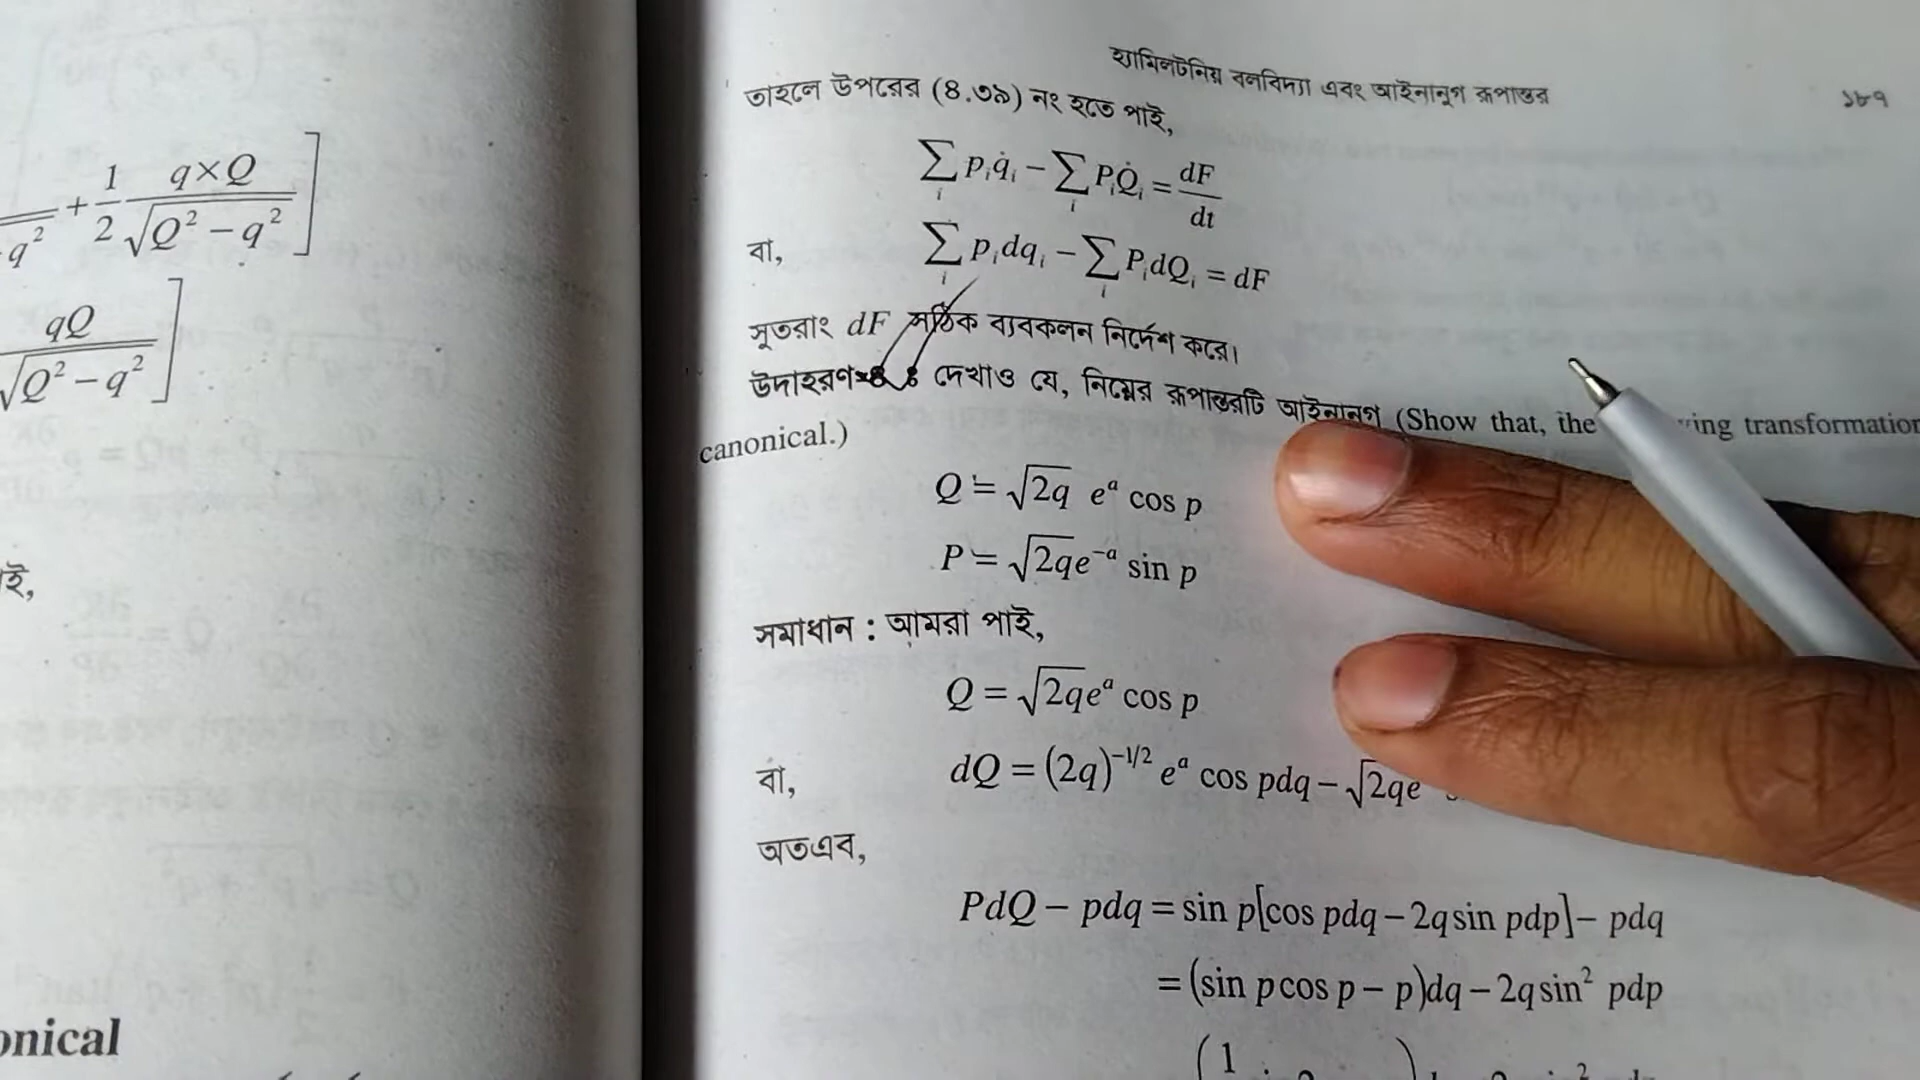 + 1/2 q×Q/√Q² – q² ]
q²
qQ/√Q² – q² ]
onical
হ্যামিলটনিয় বলবিদ্যা এবং আইনানুগ রূপান্তর ১৮৭
তাহলে উপরের (৪.৩৯) নং হতে পাই,
∑i pᵢq̇ᵢ – ∑i PᵢQ̇ᵢ = dF/dt
বা, ∑i pᵢdqᵢ – ∑i PᵢdQᵢ = dF
সুতরাং dF সঠিক ব্যবকলন নির্দেশ করে।
উদাহরণ দেখাও যে, নিম্নের রূপান্তরটি আইনানুগ (Show that, the transformation
canonical.)
Q = √2q eᵃ cos p
P = √2qe⁻ᵃ sin p
সমাধান : আমরা পাই,
Q = √2qeᵃ cos p
বা, dQ = (2q)⁻¹/² eᵃ cos pdq – √2qe
অতএব,
PdQ – pdq = sin p[cos pdq – 2q sin pdp] – pdq
= (sin p cos p – p)dq – 2q sin² pdp